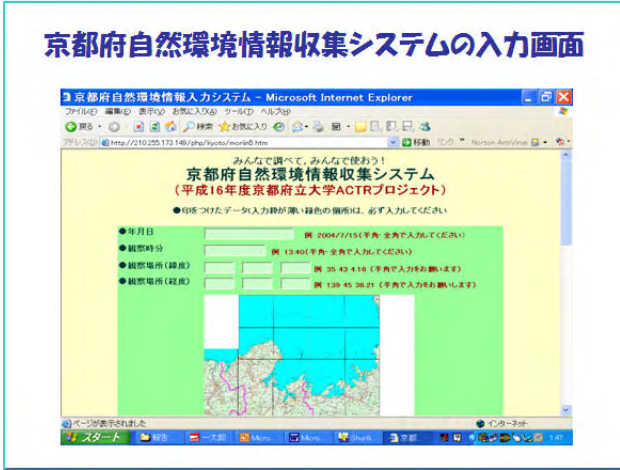 京都府自然環境情報収集システムの入力画面
京都府自然環境情報入力システム - Microsoft Internet Explorer
ファイル(E) 編集(E) 表示(V) お気に入り(A) ツール(T) ヘルプ(H)
戻る 検索 お気に入り
アドレス(D) http://210.255.173.149/php/kyoto/moriin8.htm 移動 リンク Norton AntiVirus
みんなで調べて,みんなで使おう!
京都府自然環境情報収集システム
(平成16年度京都府立大学ACTRプロジェクト)
●印をつけたデータ(入力枠が薄い緑色の個所)は、必ず入力してください
●年月日 例 2004/7/15(半角・全角で入力してください)
●観察時分 例 13:40(半角・全角で入力してください)
●観察場所(緯度) 例 35 43 4.16 (半角で入力をお願います)
●観察場所(経度) 例 139 45 36.21 (半角で入力をお願いします)
ページが表示されました インターネット
スタート 報告 一太郎 Micro... Micro... Shurik... 京都 1:47